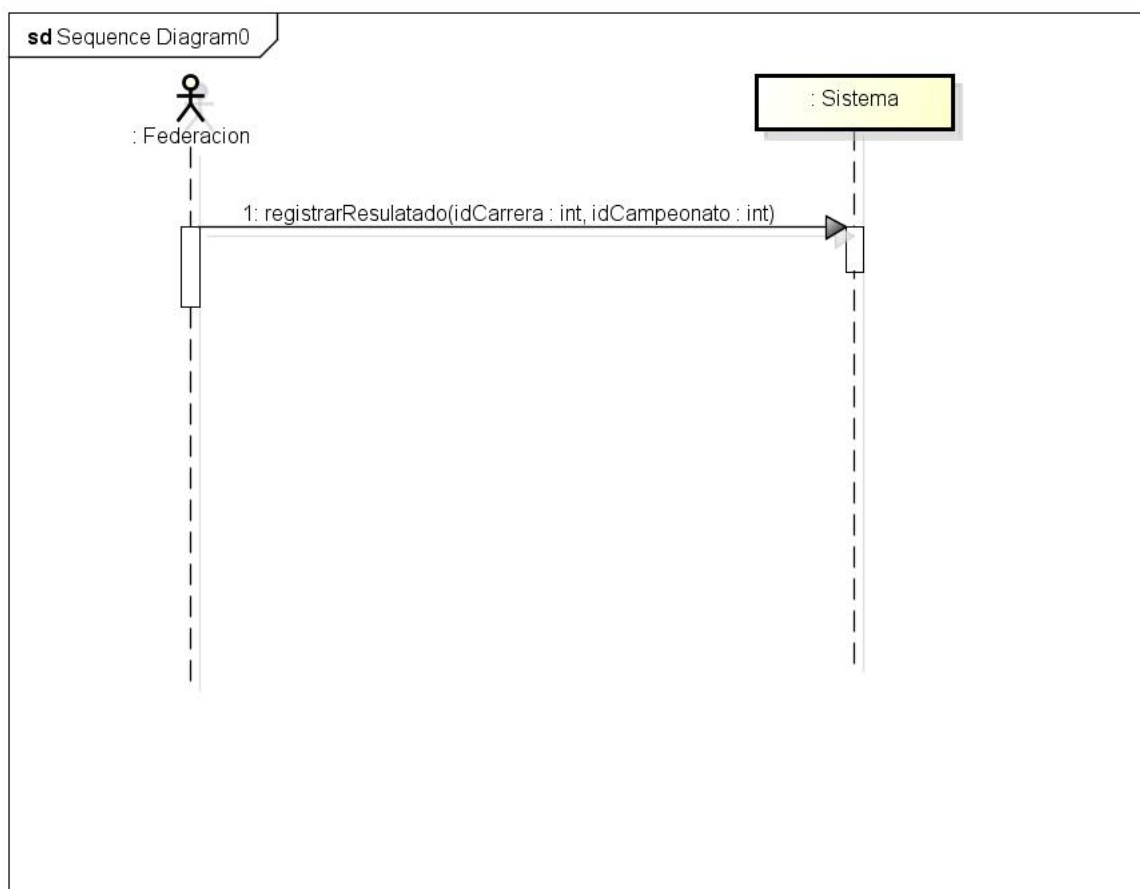 sd Sequence Diagram0
: Federacion
: Sistema
1: registrarResulatado(idCarrera : int, idCampeonato : int)